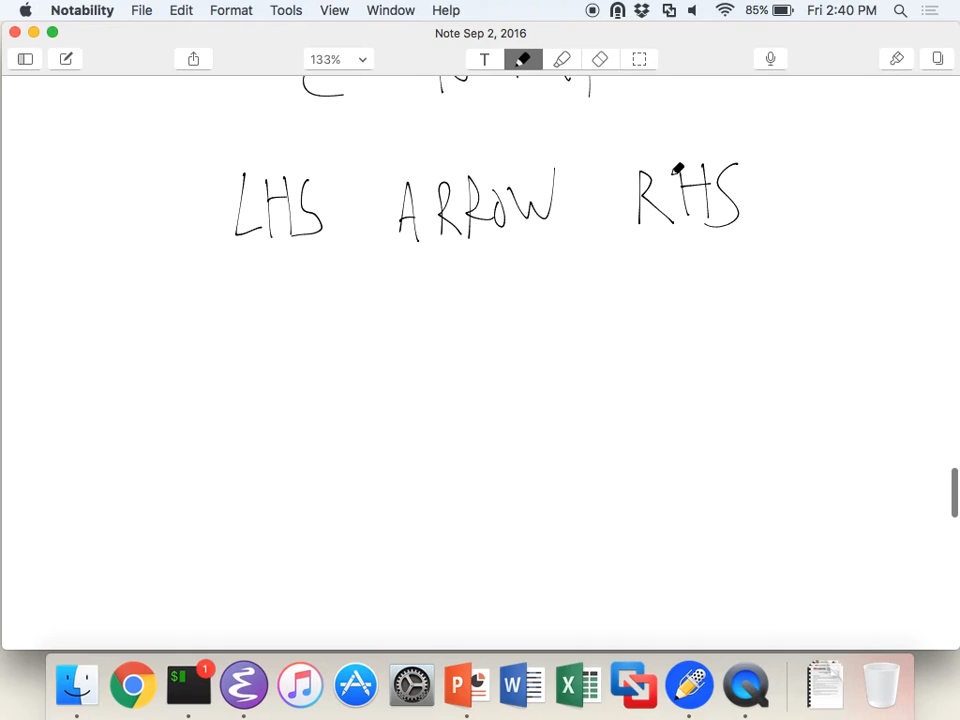 Notability File Edit Format Tools View Window Help 85% Fri 2:40 PM
Note Sep 2, 2016
133% T
LHS ARROW RHS
$ 1 P W X